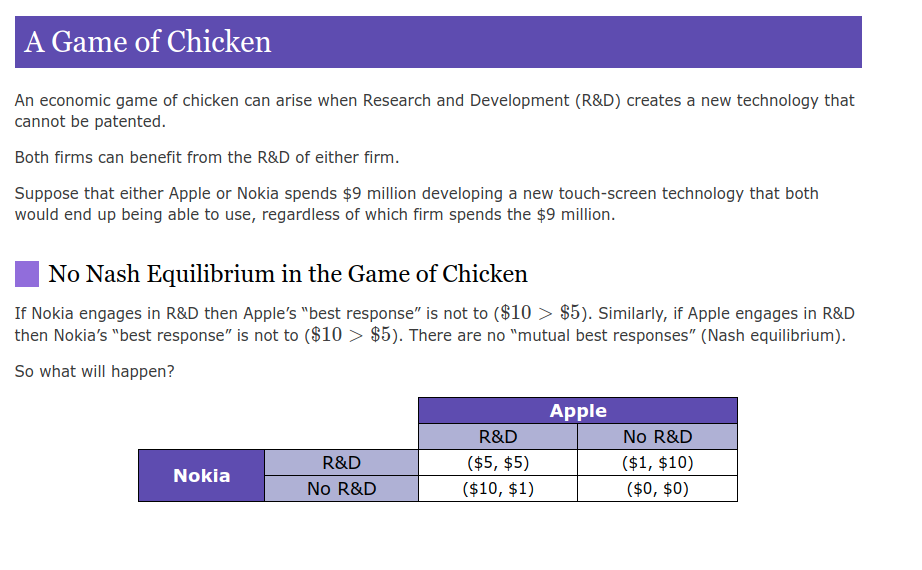 A Game of Chicken
An economic game of chicken can arise when Research and Development (R&D) creates a new technology that
cannot be patented.
Both firms can benefit from the R&D of either firm.
Suppose that either Apple or Nokia spends $9 million developing a new touch-screen technology that both
would end up being able to use, regardless of which firm spends the $9 million.
No Nash Equilibrium in the Game of Chicken
If Nokia engages in R&D then Apple's “best response” is not to ($10 > $5). Similarly, if Apple engages in R&D
then Nokia's “best response” is not to ($10 > $5). There are no “mutual best responses” (Nash equilibrium).
So what will happen?
Apple
R&D No R&D
Nokia
R&D ($5, $5) ($1, $10)
No R&D ($10, $1) ($0, $0)